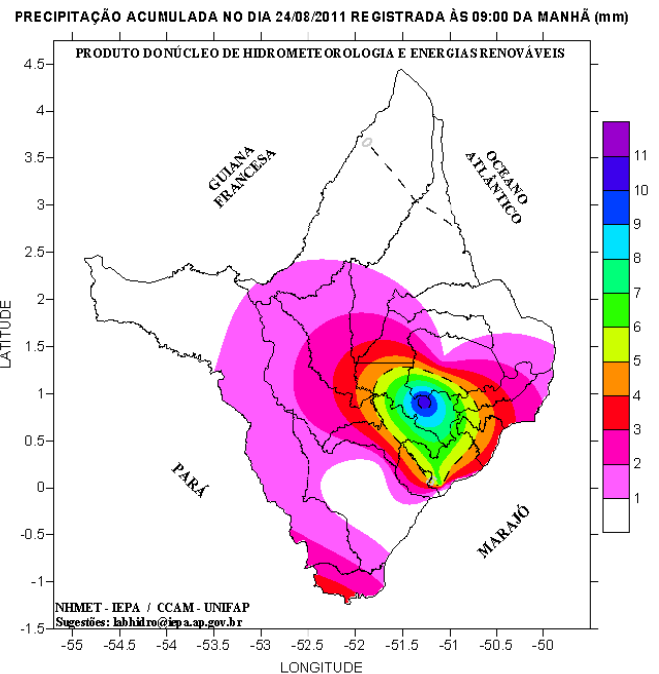 PRECIPITAÇÃO ACUMULADA NO DIA 24/08/2011 REGISTRADA ÀS 09:00 DA MANHÃ (mm)
PRODUTO DO NÚCLEO DE HIDROMETEOROLOGIA E ENERGIAS RENOVÁVEIS
4.5
4
3.5
3
2.5
2
1.5
1
0.5
0
-0.5
-1
-1.5
LATITUDE
GUIANA
FRANCESA
OCEANO
ATLÂNTICO
PARÁ
MARAJÓ
11
10
9
8
7
6
5
4
3
2
1
NHMET - IEPA / CCAM - UNIFAP
Sugestões: labhidro@iepa.ap.gov.br
-55
-54.5
-54
-53.5
-53
-52.5
-52
-51.5
-51
-50.5
-50
LONGITUDE